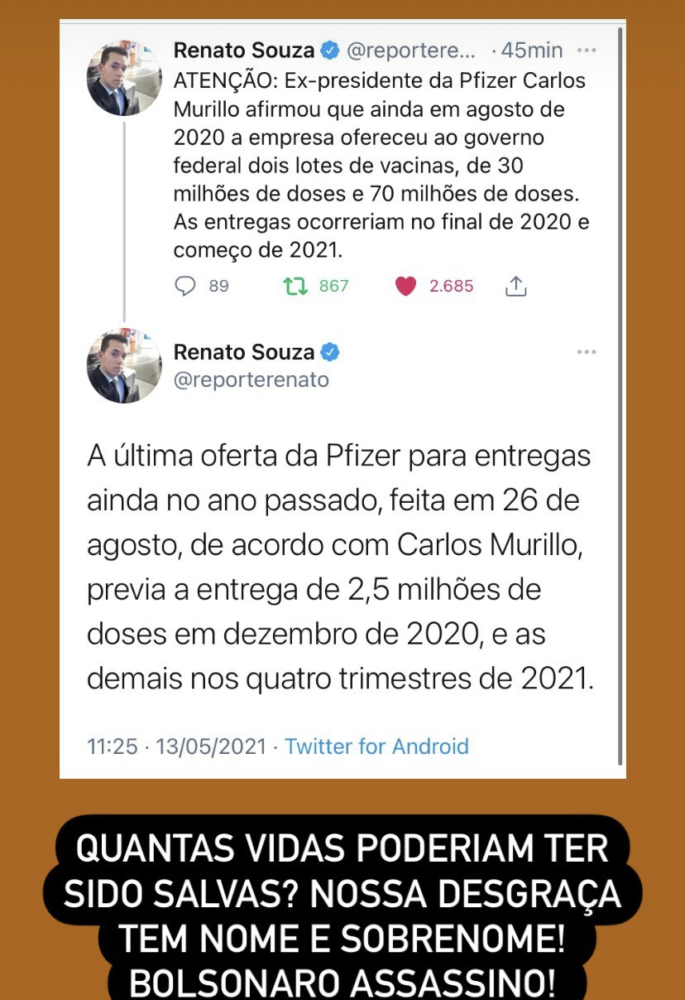 Renato Souza @reportere... · 45min
ATENÇÃO: Ex-presidente da Pfizer Carlos
Murillo afirmou que ainda em agosto de
2020 a empresa ofereceu ao governo
federal dois lotes de vacinas, de 30
milhões de doses e 70 milhões de doses.
As entregas ocorreriam no final de 2020 e
começo de 2021.
89 867 2.685
Renato Souza
@reporterenato
A última oferta da Pfizer para entregas
ainda no ano passado, feita em 26 de
agosto, de acordo com Carlos Murillo,
previa a entrega de 2,5 milhões de
doses em dezembro de 2020, e as
demais nos quatro trimestres de 2021.
11:25 · 13/05/2021 · Twitter for Android
QUANTAS VIDAS PODERIAM TER
SIDO SALVAS? NOSSA DESGRAÇA
TEM NOME E SOBRENOME!
BOLSONARO ASSASSINO!